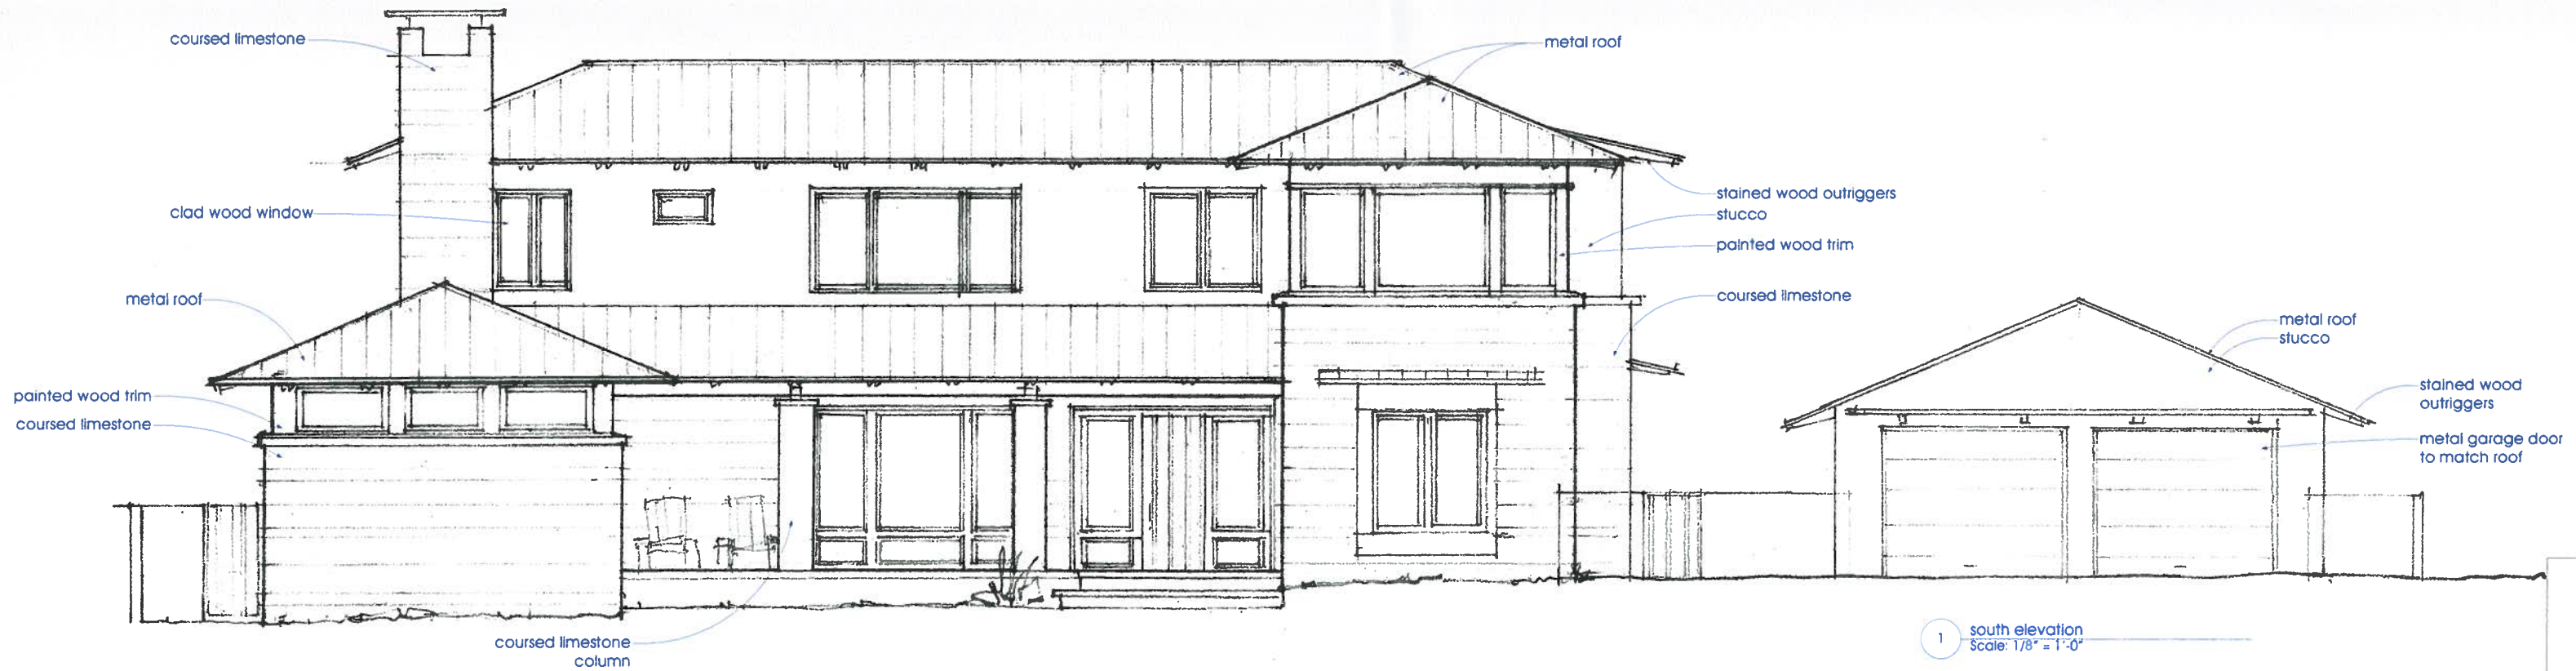 coursed limestone
metal roof
clad wood window
stained wood outriggers
stucco
painted wood trim
metal roof
coursed limestone
metal roof
stucco
painted wood trim
coursed limestone
stained wood
outriggers
metal garage door
to match roof
coursed limestone
column
1
south elevation
Scale: 1/8" = 1'-0"